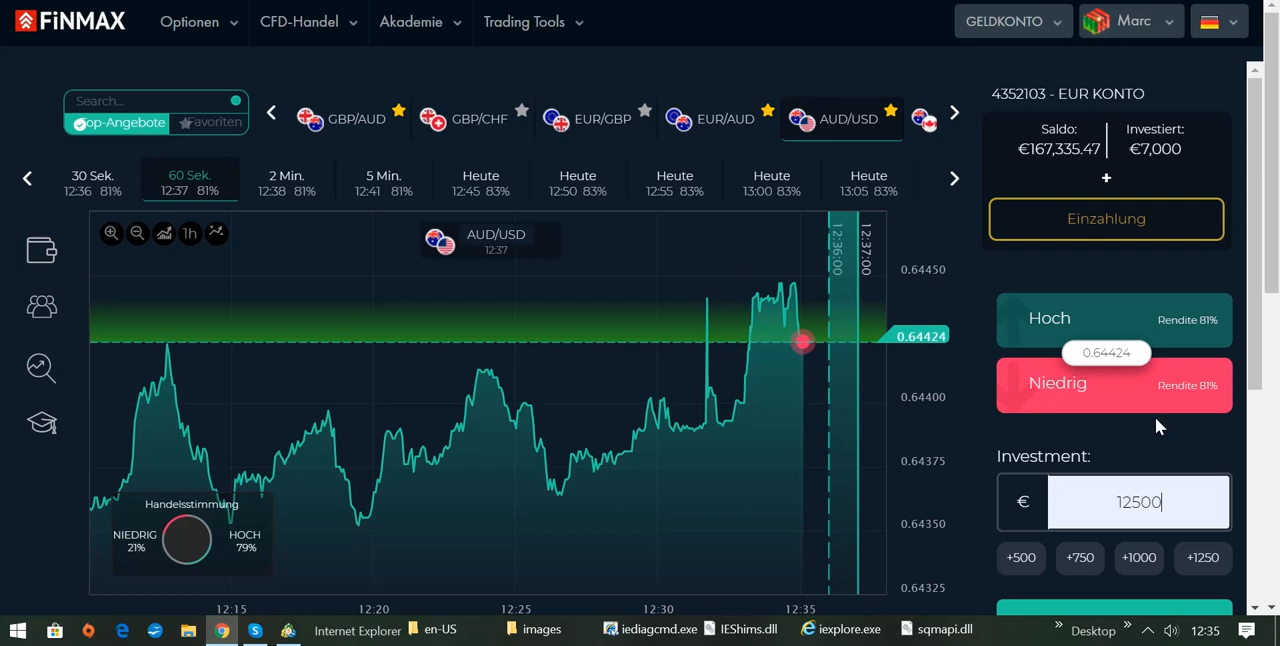 FiNMAX Optionen CFD-Handel Akademie Trading Tools GELDKONTO Marc
Search...
Top-Angebote Favoriten
GBP/AUD GBP/CHF EUR/GBP EUR/AUD AUD/USD
30 Sek. 60 Sek. 2 Min. 5 Min. Heute Heute Heute Heute Heute
12:36 81% 12:37 81% 12:38 81% 12:41 81% 12:45 83% 12:50 83% 12:55 83% 13:00 83% 13:05 83%
1h
AUD/USD
12:37
12:36:00
12:37:00
0.64450
0.64424
0.64400
0.64375
0.64350
0.64325
Handelsstimmung
NIEDRIG HOCH
21% 79%
12:15 12:20 12:25 12:30 12:35
4352103 - EUR KONTO
Saldo: Investiert:
€167,335.47 €7,000
+
Einzahlung
Hoch Rendite 81%
0.64424
Niedrig Rendite 81%
Investment:
€ 12500
+500 +750 +1000 +1250
Internet Explorer en-US images iediagcmd.exe IEShims.dll iexplore.exe sqmapi.dll » Desktop » 12:35